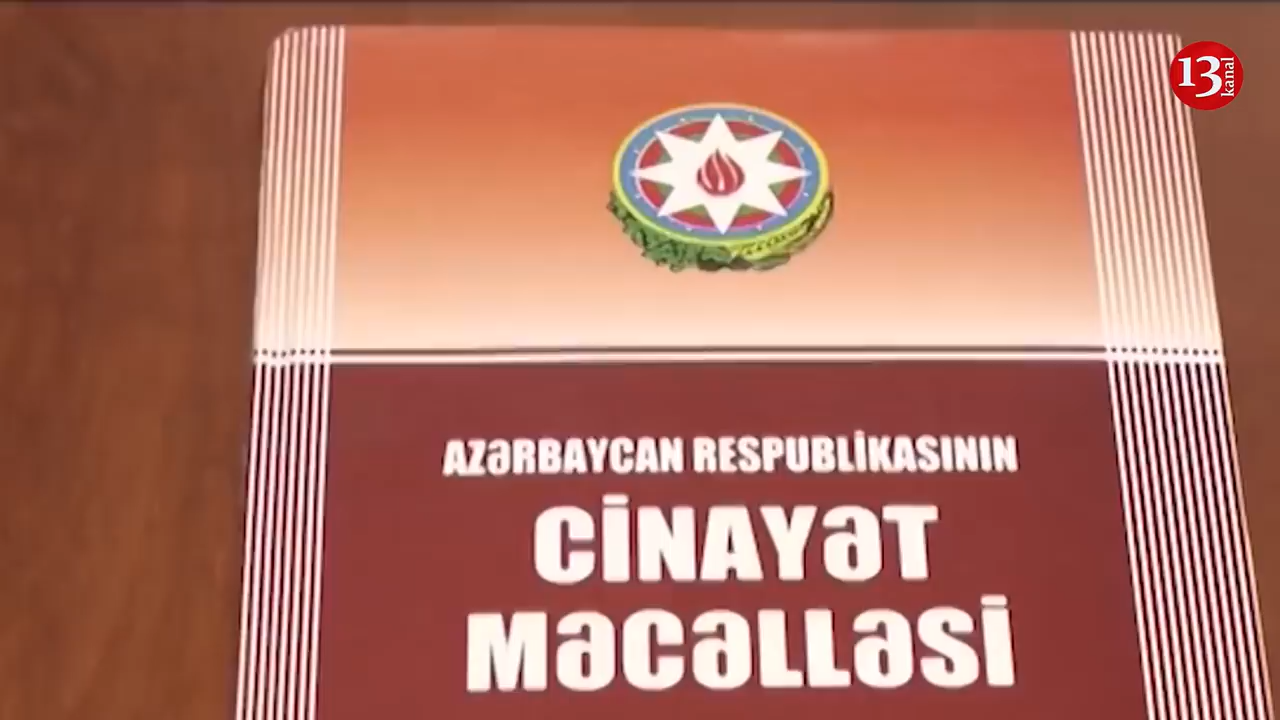 13
kanal
AZƏRBAYCAN RESPUBLİKASININ
CİNAYƏT
MƏCƏLLƏSİ